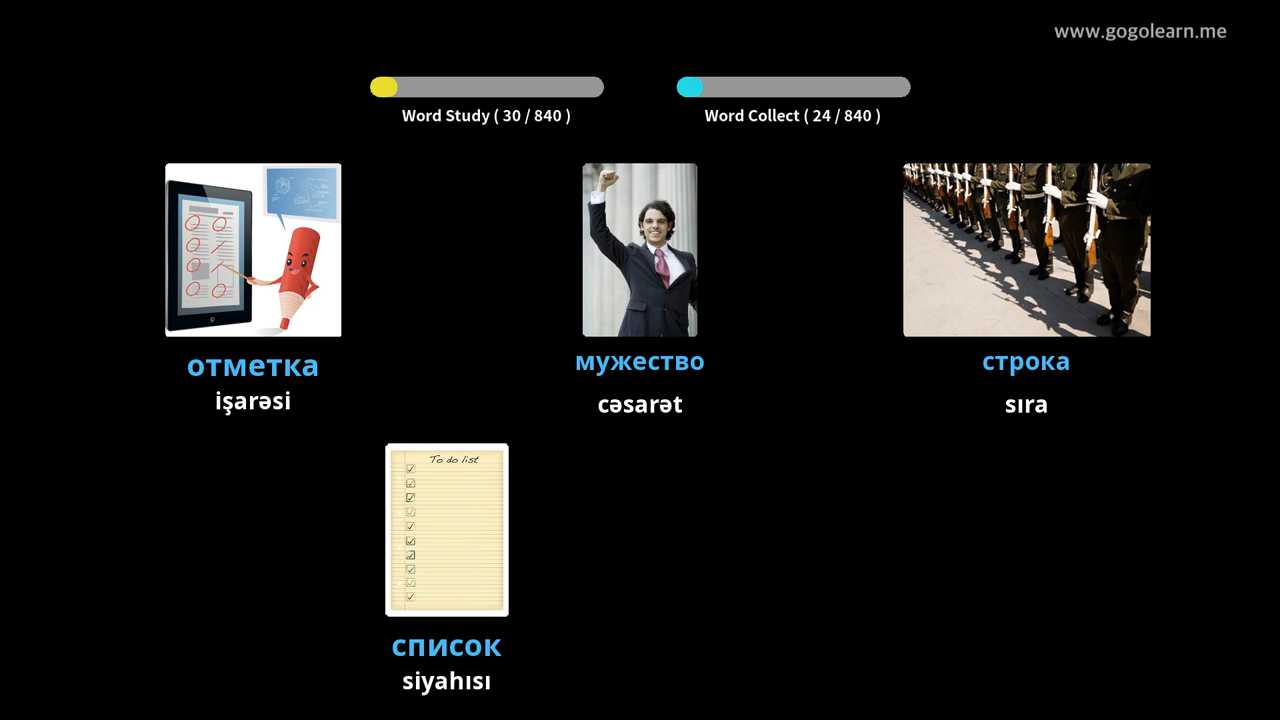 www.gogolearn.me
Word Study ( 30 / 840 )
Word Collect ( 24 / 840 )
отметка
işarəsi
мужество
cəsarət
строка
sıra
To do list
список
siyahısı